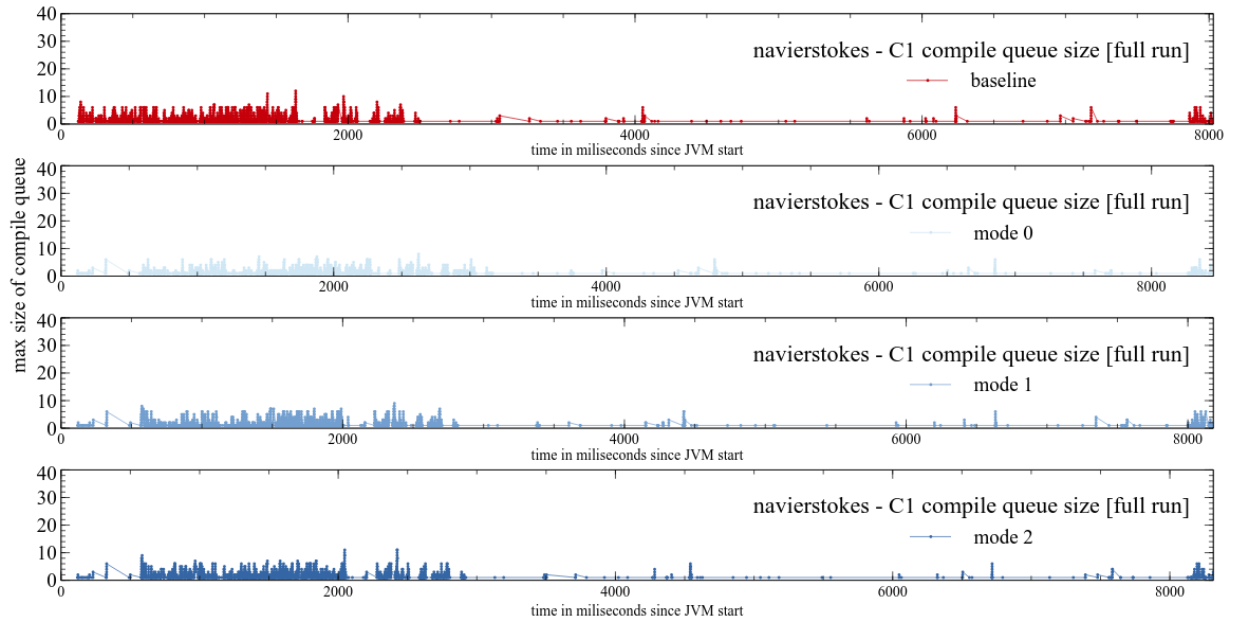 max size of compile queue
40
30
20
10
0
navierstokes - C1 compile queue size [full run]
baseline
0 2000 4000 6000 8000
time in miliseconds since JVM start
40
30
20
10
0
navierstokes - C1 compile queue size [full run]
mode 0
0 2000 4000 6000 8000
time in miliseconds since JVM start
40
30
20
10
0
navierstokes - C1 compile queue size [full run]
mode 1
0 2000 4000 6000 8000
time in miliseconds since JVM start
40
30
20
10
0
navierstokes - C1 compile queue size [full run]
mode 2
0 2000 4000 6000 8000
time in miliseconds since JVM start